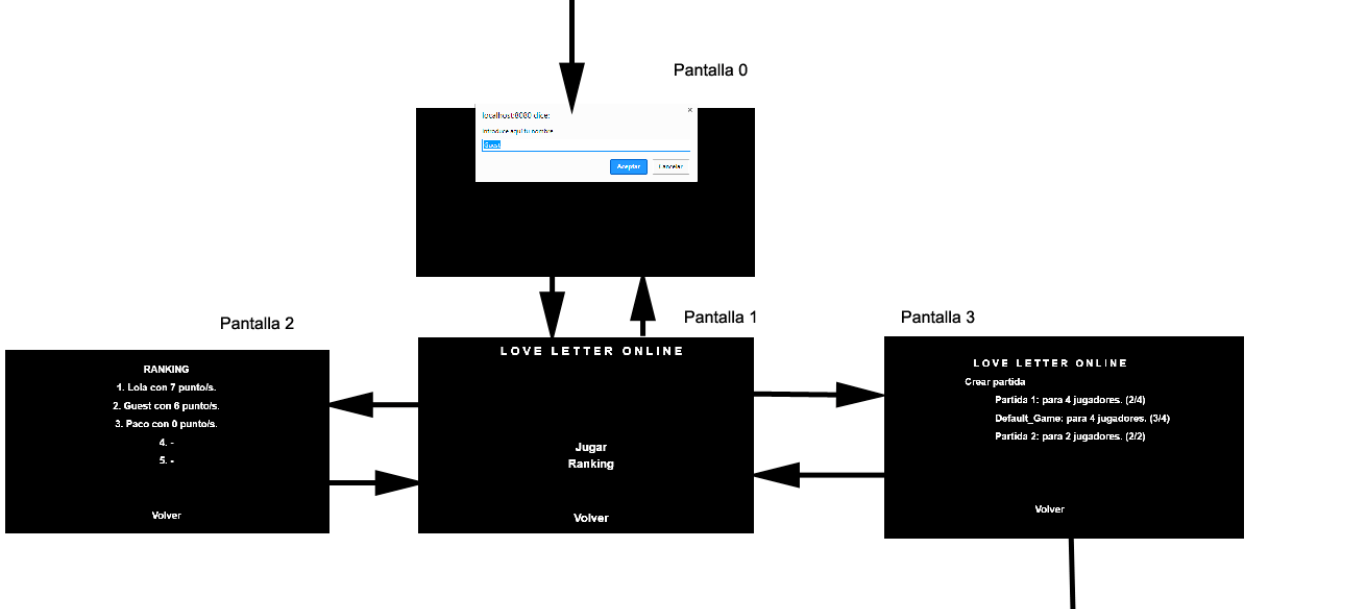 Pantalla 0
localhost:8080 dice:
Introduce aquí tu nombre
Guest
Aceptar
Cancelar
Pantalla 2
Pantalla 1
Pantalla 3
RANKING
1. Lola con 7 punto/s.
2. Guest con 6 punto/s.
3. Paco con 0 punto/s.
4. -
5. -
Volver
LOVE LETTER ONLINE
Jugar
Ranking
Volver
LOVE LETTER ONLINE
Crear partida
Partida 1: para 4 jugadores. (2/4)
Default_Game: para 4 jugadores. (3/4)
Partida 2: para 2 jugadores. (2/2)
Volver